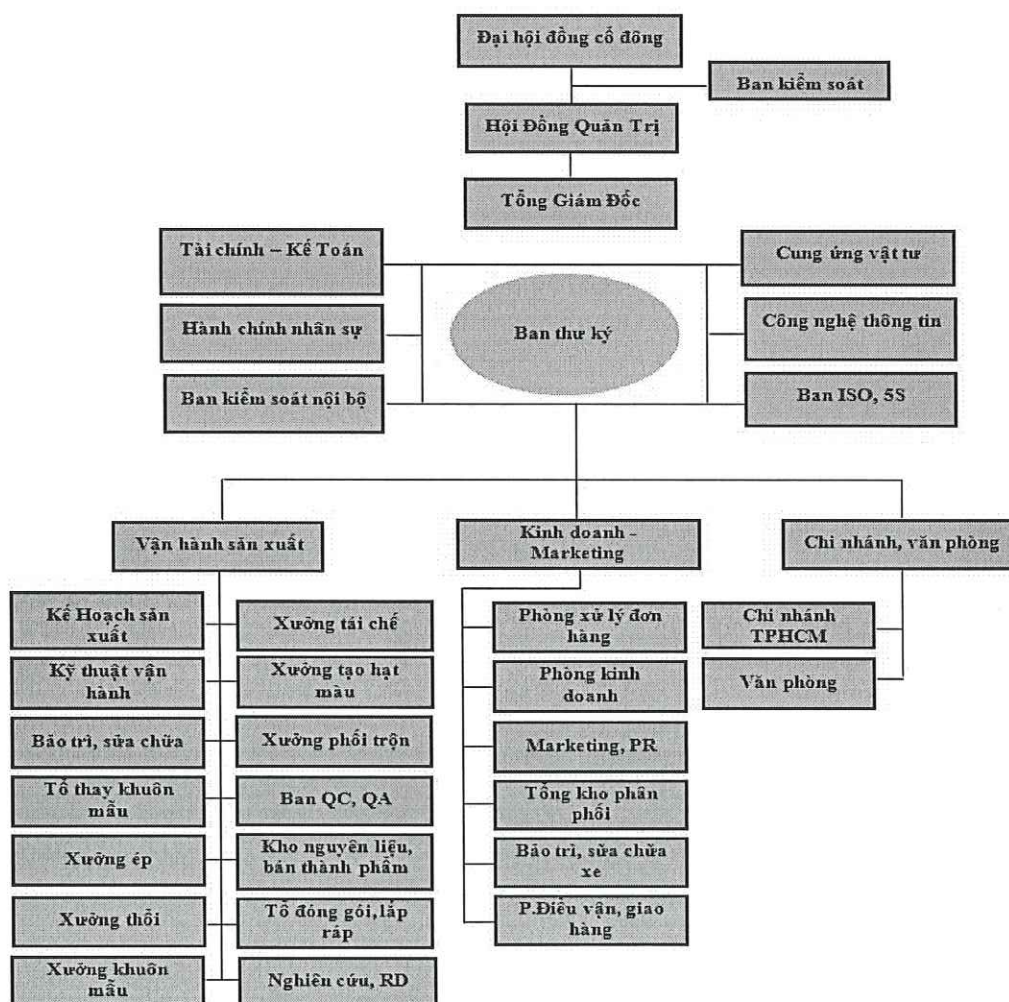 Đại hội đồng cổ đông
Ban kiểm soát
Hội Đồng Quản Trị
Tổng Giám Đốc
Tài chính – Kế Toán
Cung ứng vật tư
Hành chính nhân sự
Ban thư ký
Công nghệ thông tin
Ban kiểm soát nội bộ
Ban ISO, 5S
Vận hành sản xuất
Kinh doanh -
Marketing
Chi nhánh, văn phòng
Kế Hoạch sản
xuất
Xưởng tái chế
Kỹ thuật vận
hành
Xưởng tạo hạt
màu
Bảo trì, sửa chữa
Xưởng phối trộn
Tổ thay khuôn
mẫu
Ban QC, QA
Xưởng ép
Kho nguyên liệu,
bán thành phẩm
Xưởng thổi
Tổ đóng gói,lắp
ráp
Xưởng khuôn
mẫu
Nghiên cứu, RD
Phòng xử lý đơn
hàng
Phòng kinh
doanh
Marketing, PR
Tổng kho phân
phối
Bảo trì, sửa chữa
xe
P.Điều vận, giao
hàng
Chi nhánh
TPHCM
Văn phòng